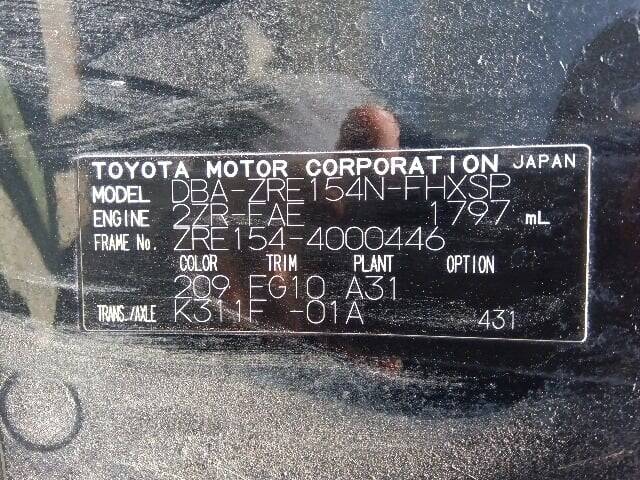 TOYOTA MOTOR CORPORATION JAPAN
MODEL DBA-ZRE154N-FHXSP
ENGINE 2ZR-FAE 1797 mL
FRAME No. ZRE154-4000446
COLOR TRIM PLANT OPTION
209 FG10 A31
TRANS./AXLE K311F -01A 431